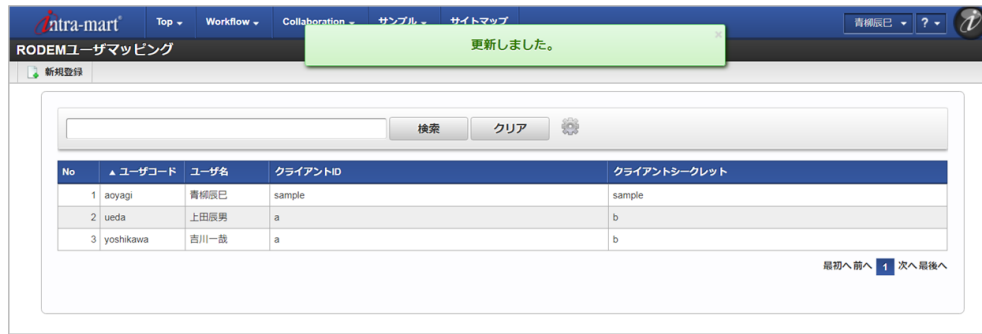 intra-mart Top Workflow Collaboration サンプル サイトマップ 青柳辰巳 ?
更新しました。 ×
RODEMユーザマッピング
新規登録
検索 クリア
No ▲ ユーザコード ユーザ名 クライアントID クライアントシークレット
1 aoyagi 青柳辰巳 sample sample
2 ueda 上田辰男 a b
3 yoshikawa 吉川一哉 a b
最初へ 前へ 1 次へ 最後へ